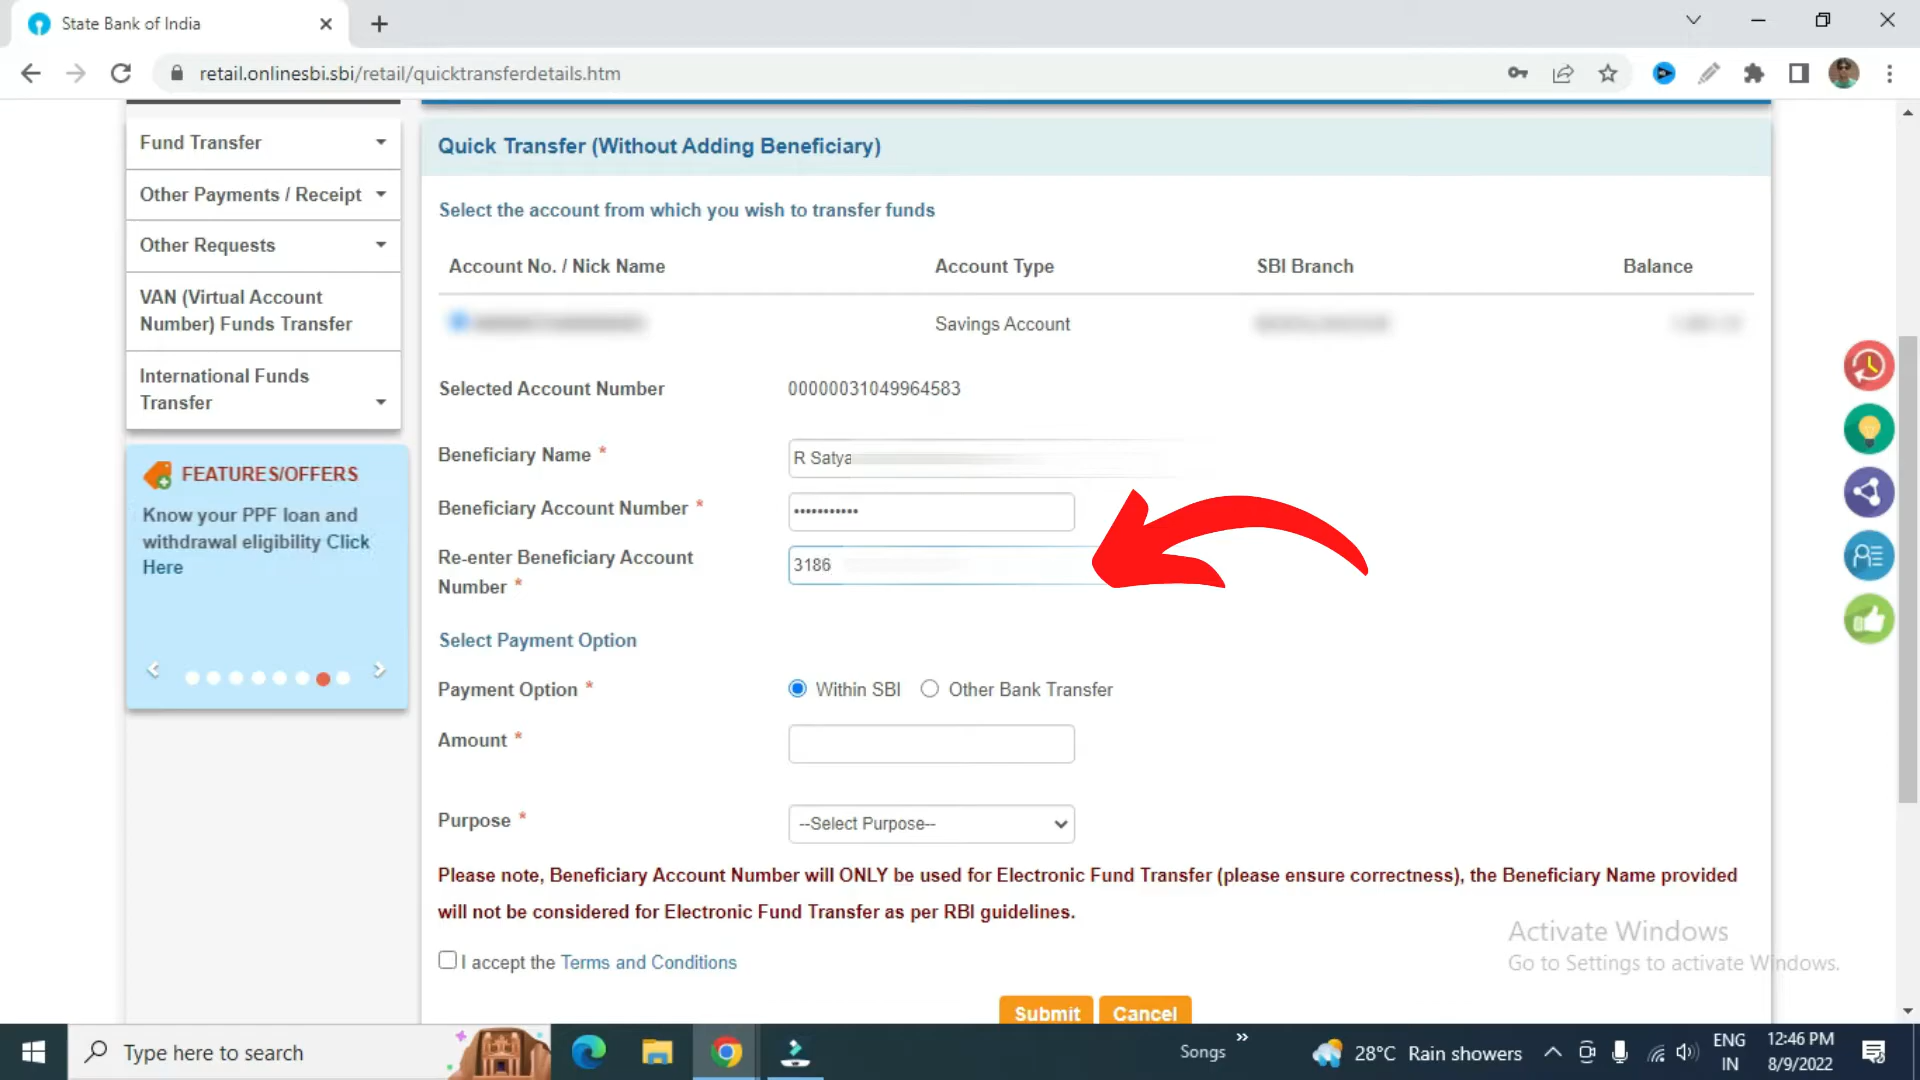 State Bank of India
retail.onlinesbi.sbi/retail/quicktransferdetails.htm
Fund Transfer
Other Payments / Receipt
Other Requests
VAN (Virtual Account
Number) Funds Transfer
International Funds
Transfer
FEATURES/OFFERS
Know your PPF loan and
withdrawal eligibility Click
Here
Quick Transfer (Without Adding Beneficiary)
Select the account from which you wish to transfer funds
Account No. / Nick Name Account Type SBI Branch Balance
Savings Account
Selected Account Number 00000031049964583
Beneficiary Name * R Satya
Beneficiary Account Number * •••••••••••
Re-enter Beneficiary Account
Number * 3186
Select Payment Option
Payment Option * Within SBI Other Bank Transfer
Amount *
Purpose * --Select Purpose--
Please note, Beneficiary Account Number will ONLY be used for Electronic Fund Transfer (please ensure correctness), the Beneficiary Name provided
will not be considered for Electronic Fund Transfer as per RBI guidelines.
I accept the Terms and Conditions
Submit Cancel
Activate Windows
Go to Settings to activate Windows.
Type here to search
Songs
28°C Rain showers
ENG
IN
12:46 PM
8/9/2022